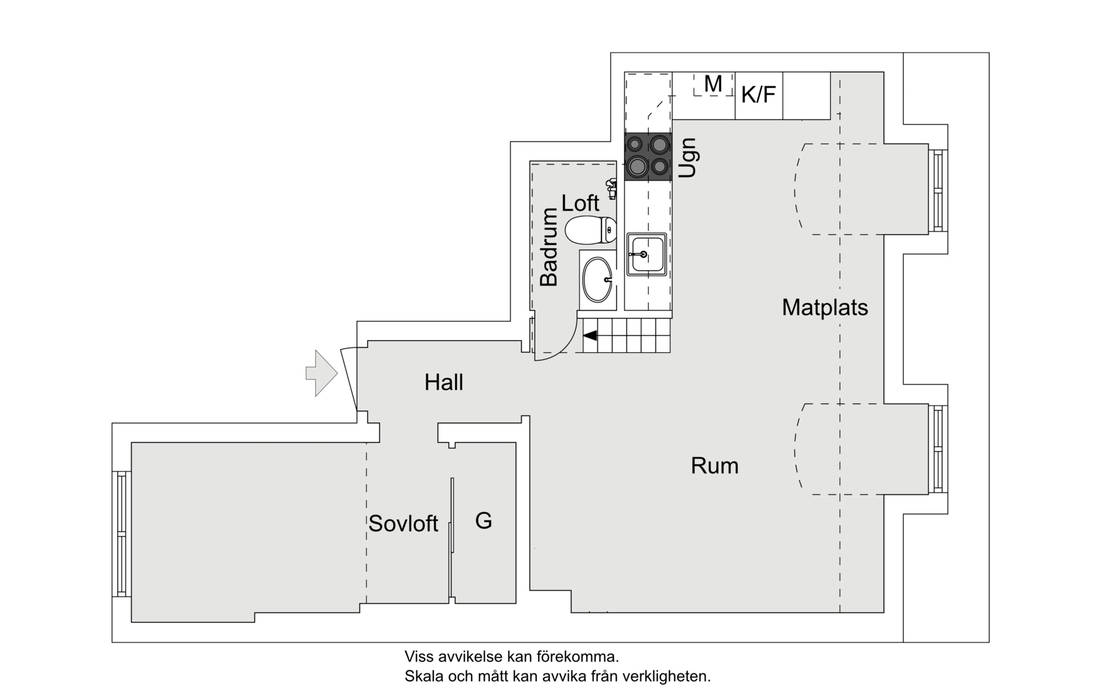 M
K/F
Ugn
Loft
Badrum
Matplats
Hall
Rum
Sovloft
G
Viss avvikelse kan förekomma.
Skala och mått kan avvika från verkligheten.